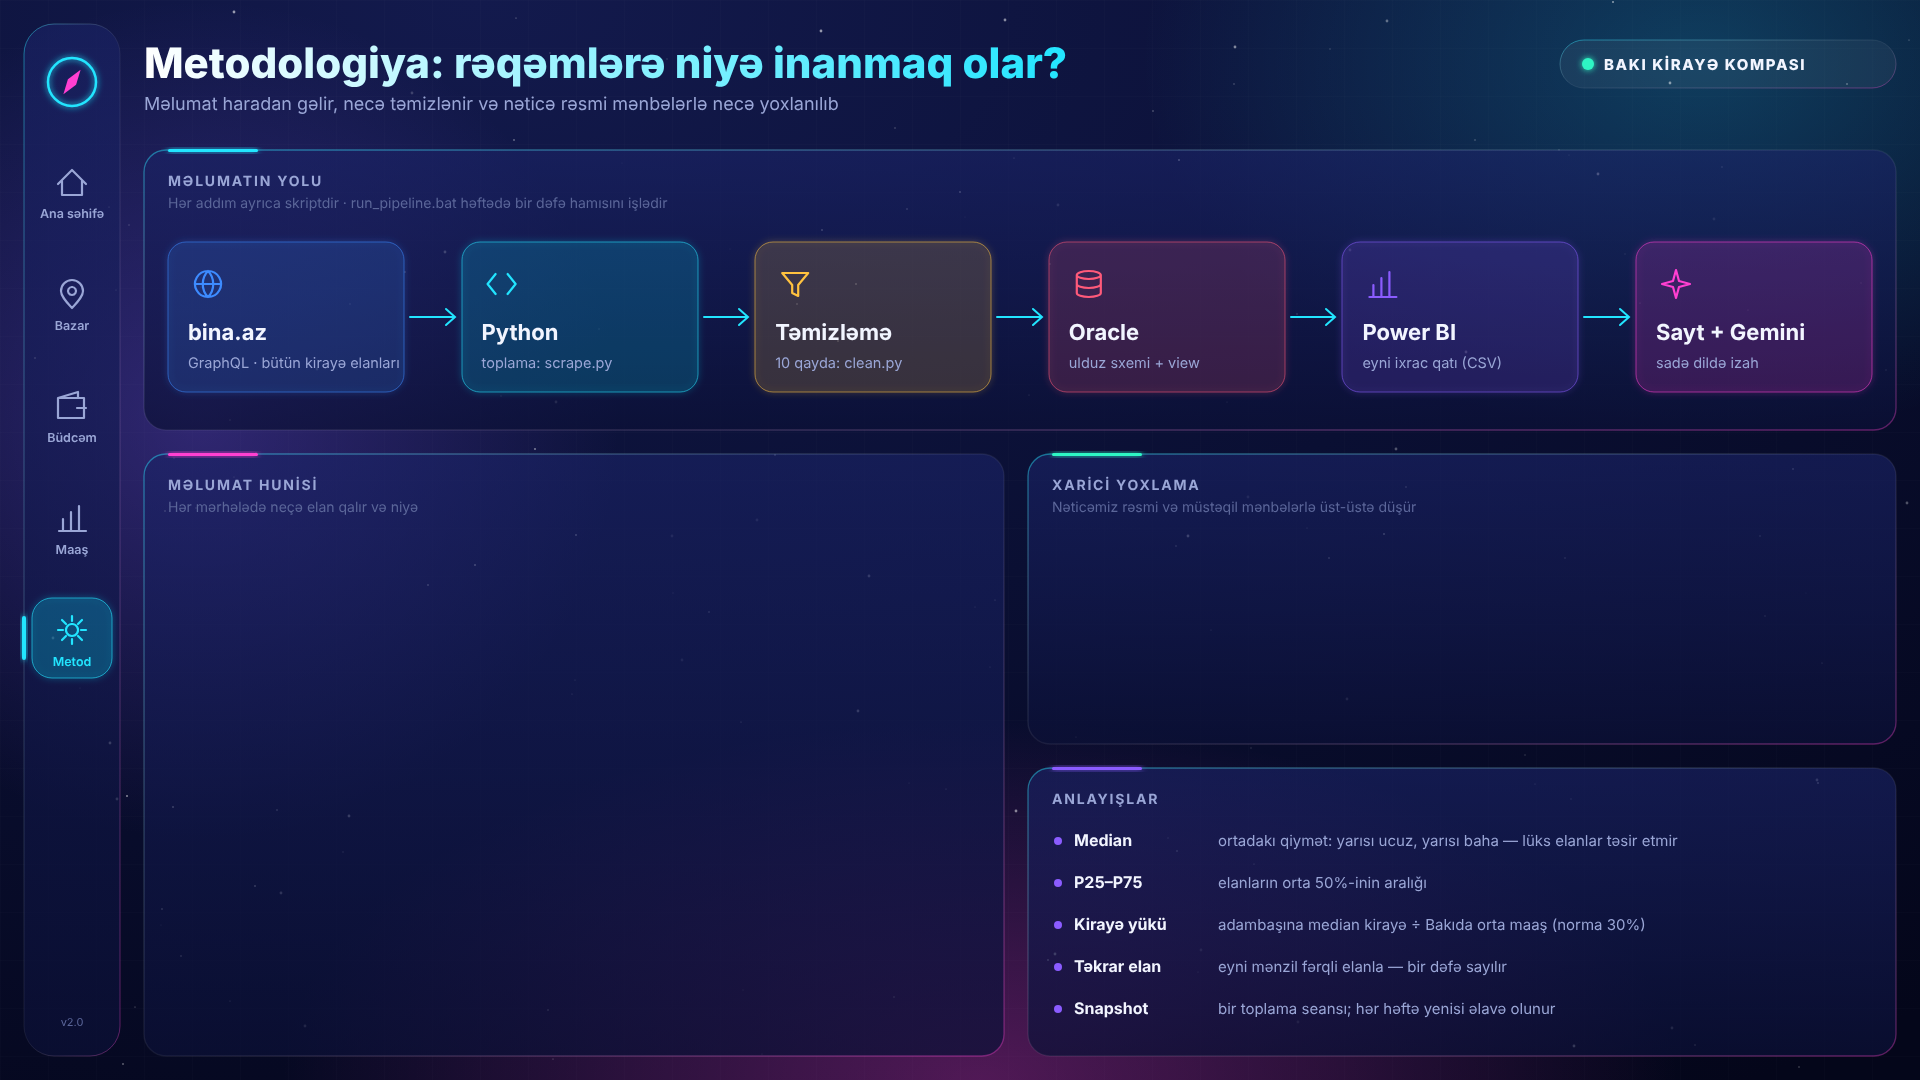 Metodologiya: rəqəmlərə niyə inanmaq olar?
Məlumat haradan gəlir, necə təmizlənir və nəticə rəsmi mənbələrlə necə yoxlanılıb
BAKI KİRAYƏ KOMPASI
Ana səhifə
Bazar
Büdcəm
Maaş
Metod
v2.0
MƏLUMATIN YOLU
Hər addım ayrıca skriptdir · run_pipeline.bat həftədə bir dəfə hamısını işlədir
bina.az
GraphQL · bütün kirayə elanları
Python
toplama: scrape.py
Təmizləmə
10 qayda: clean.py
Oracle
ulduz sxemi + view
Power BI
eyni ixrac qatı (CSV)
Sayt + Gemini
sadə dildə izah
MƏLUMAT HUNİSİ
Hər mərhələdə neçə elan qalır və niyə
XARİCİ YOXLAMA
Nəticəmiz rəsmi və müstəqil mənbələrlə üst-üstə düşür
ANLAYIŞLAR
Median ortadakı qiymət: yarısı ucuz, yarısı baha — lüks elanlar təsir etmir
P25–P75 elanların orta 50%-inin aralığı
Kirayə yükü adambaşına median kirayə ÷ Bakıda orta maaş (norma 30%)
Təkrar elan eyni mənzil fərqli elanla — bir dəfə sayılır
Snapshot bir toplama seansı; hər həftə yenisi əlavə olunur